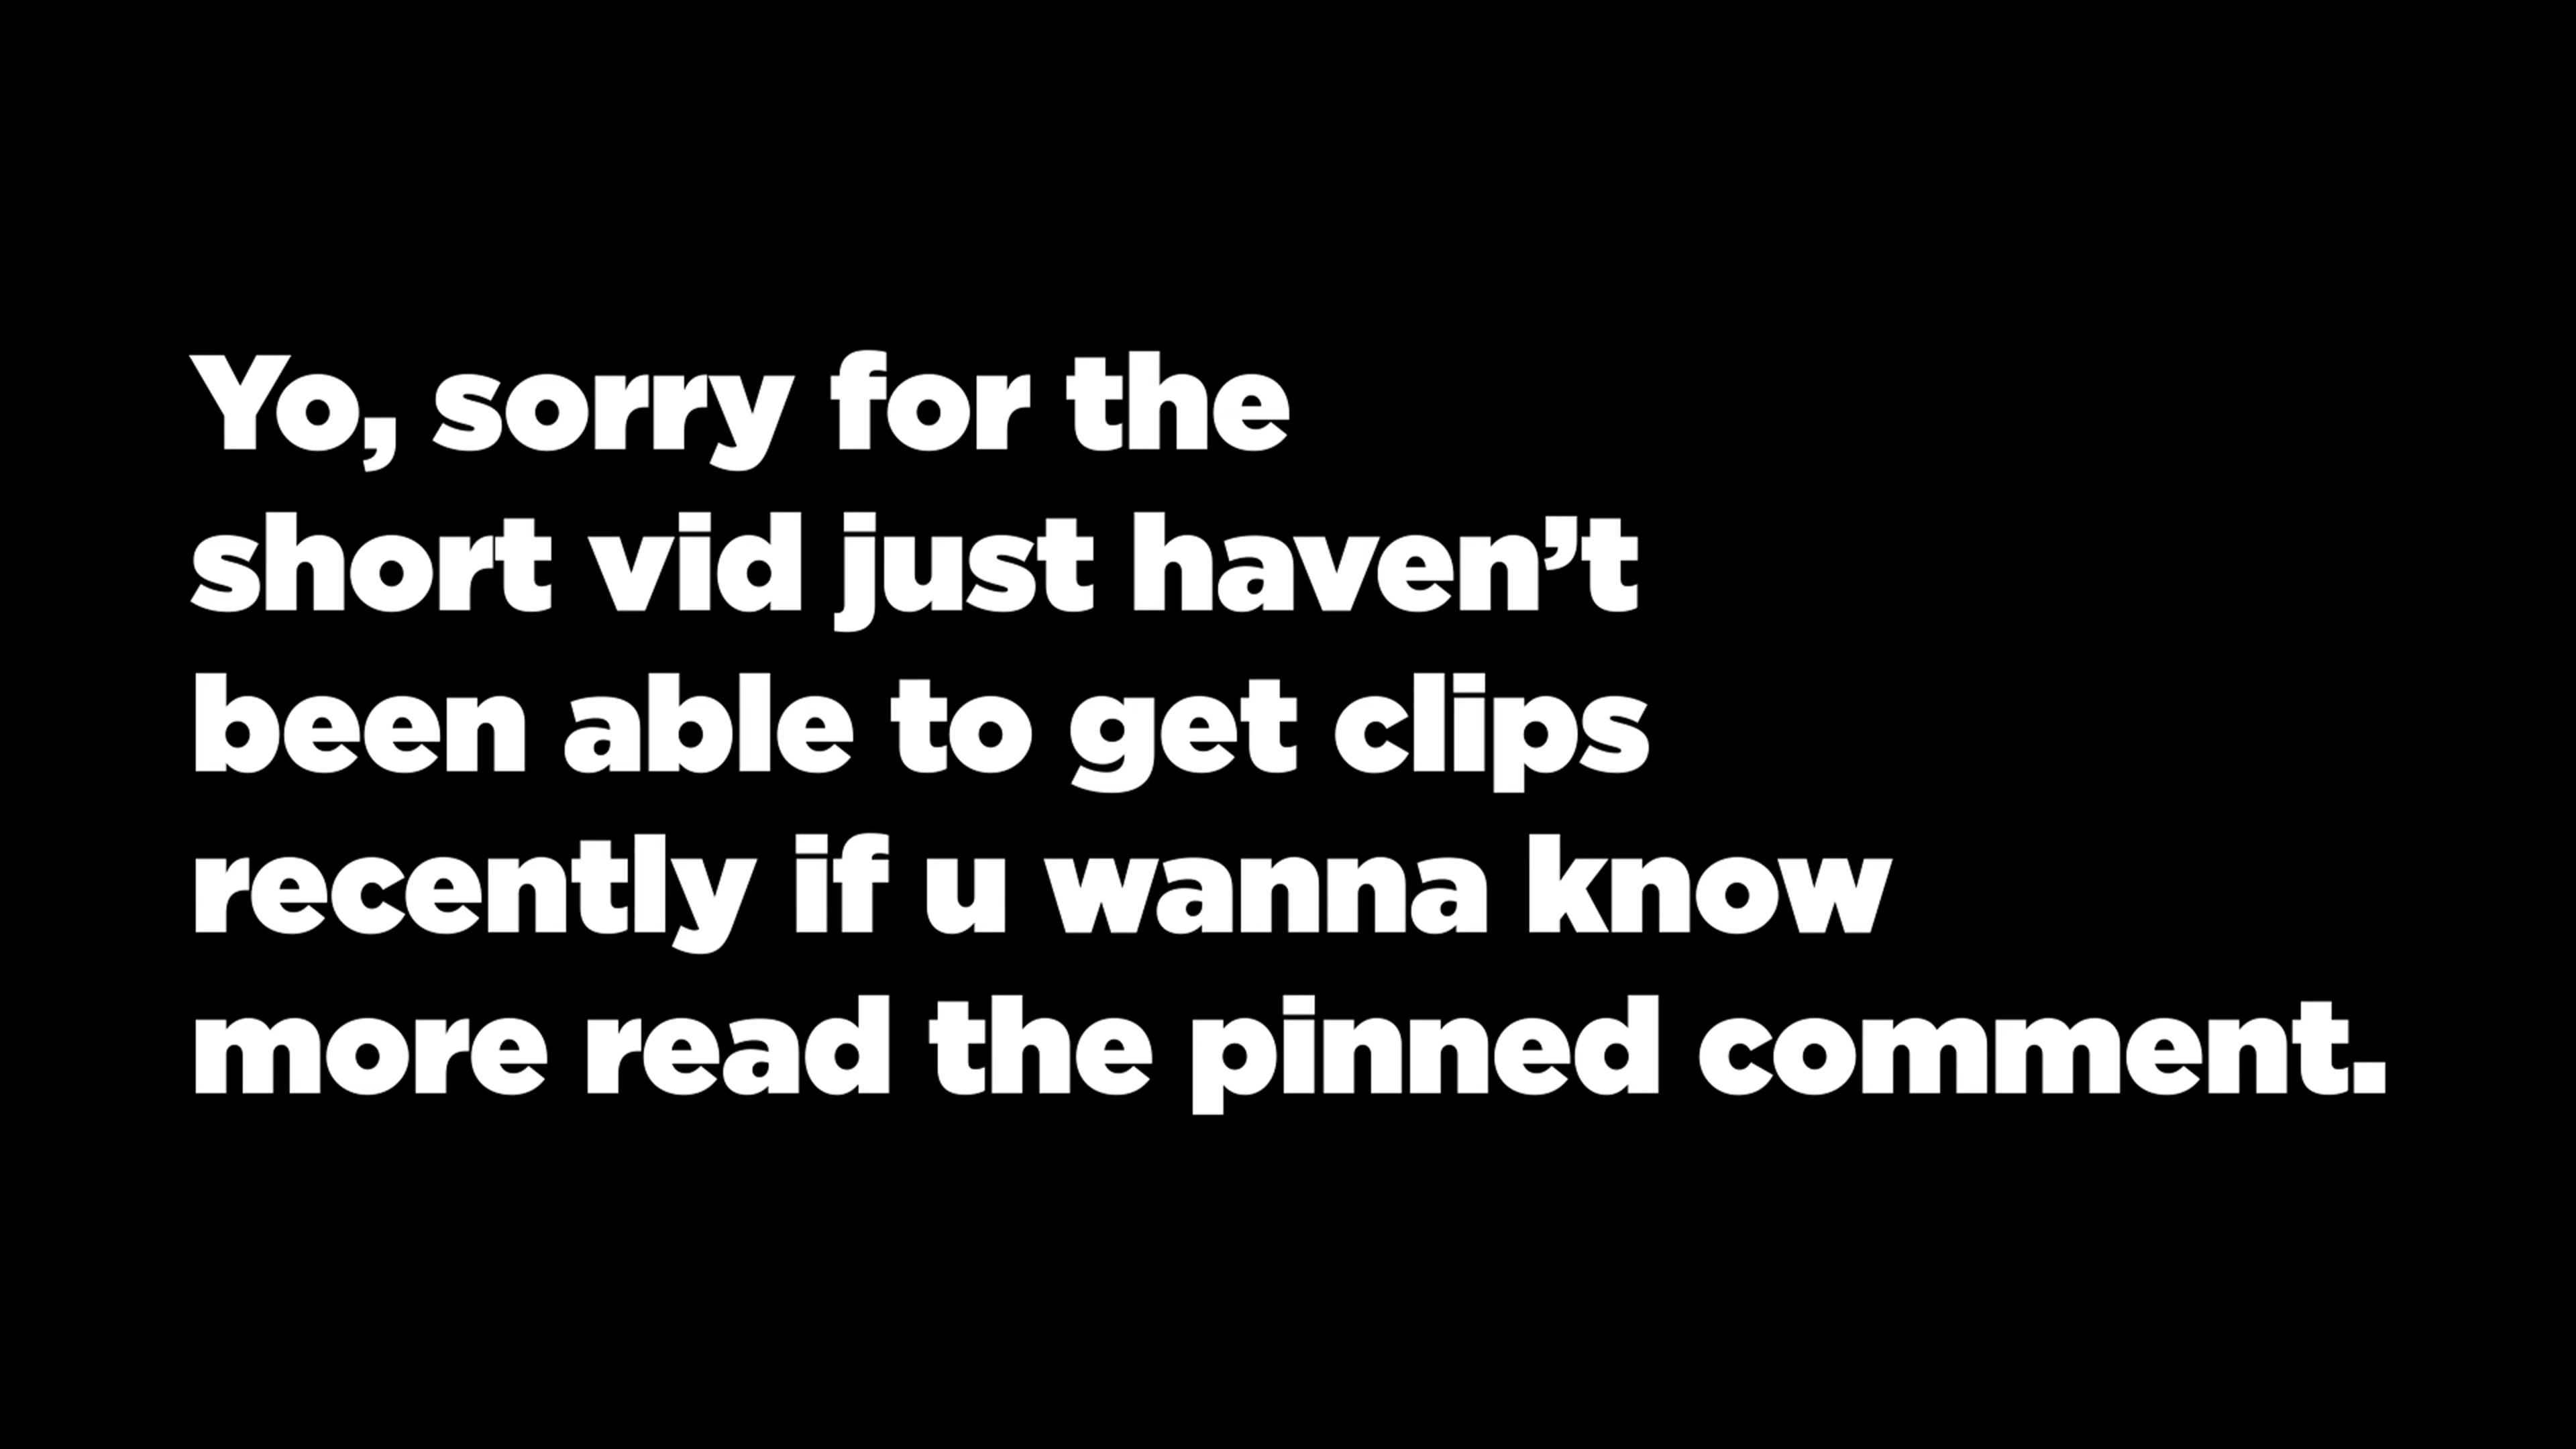 Yo, sorry for the
short vid just haven’t
been able to get clips
recently if u wanna know
more read the pinned comment.